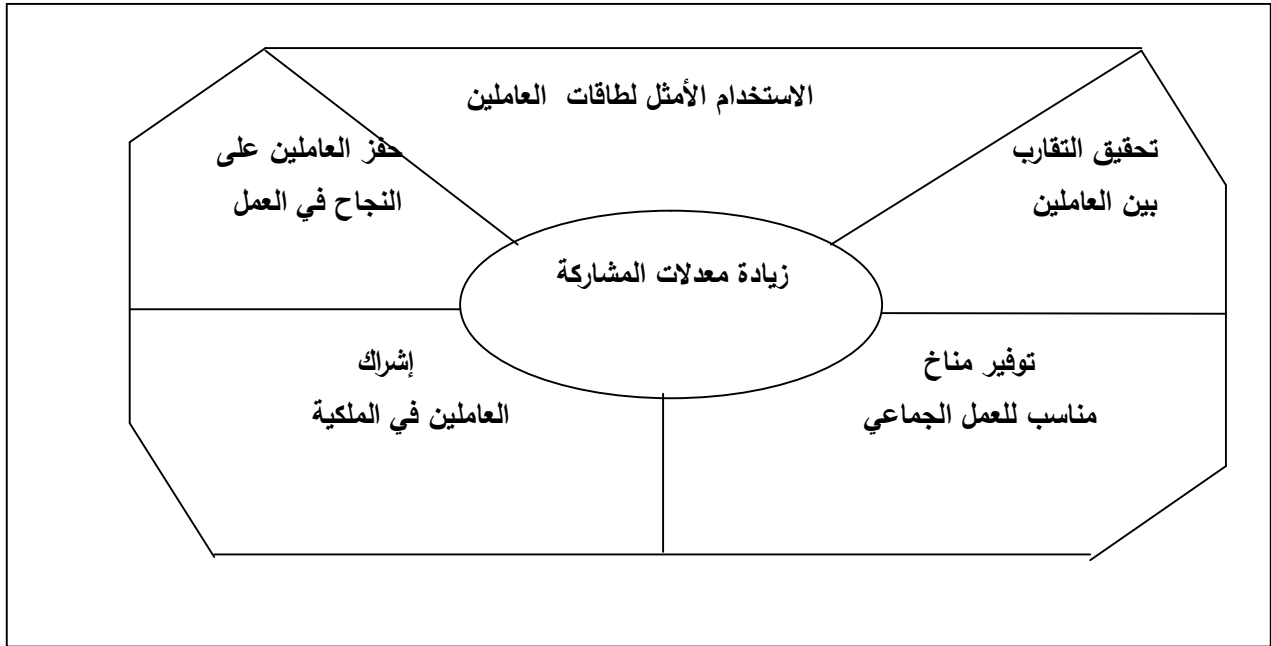 الاستخدام الأمثل لطاقات العاملين
تحقيق التقارب
بين العاملين
حفز العاملين على
النجاح في العمل
زيادة معدلات المشاركة
توفير مناخ
مناسب للعمل الجماعي
إشراك
العاملين في الملكية